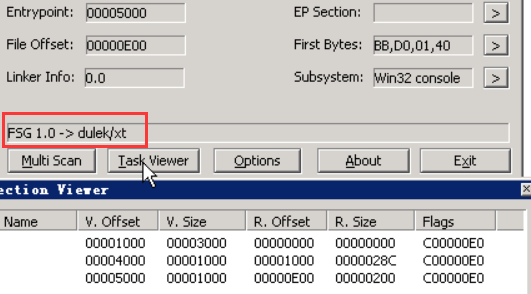 Entrypoint: 00005000 EP Section: >
File Offset: 00000E00 First Bytes: BB,D0,01,40 >
Linker Info: 0.0 Subsystem: Win32 console >
FSG 1.0 -> dulek/xt
Multi Scan Task Viewer Options About Exit
ection Viewer
Name V. Offset V. Size R. Offset R. Size Flags
00001000 00003000 00000000 00000000 C00000E0
00004000 00001000 00001000 0000028C C00000E0
00005000 00001000 00000E00 00000200 C00000E0